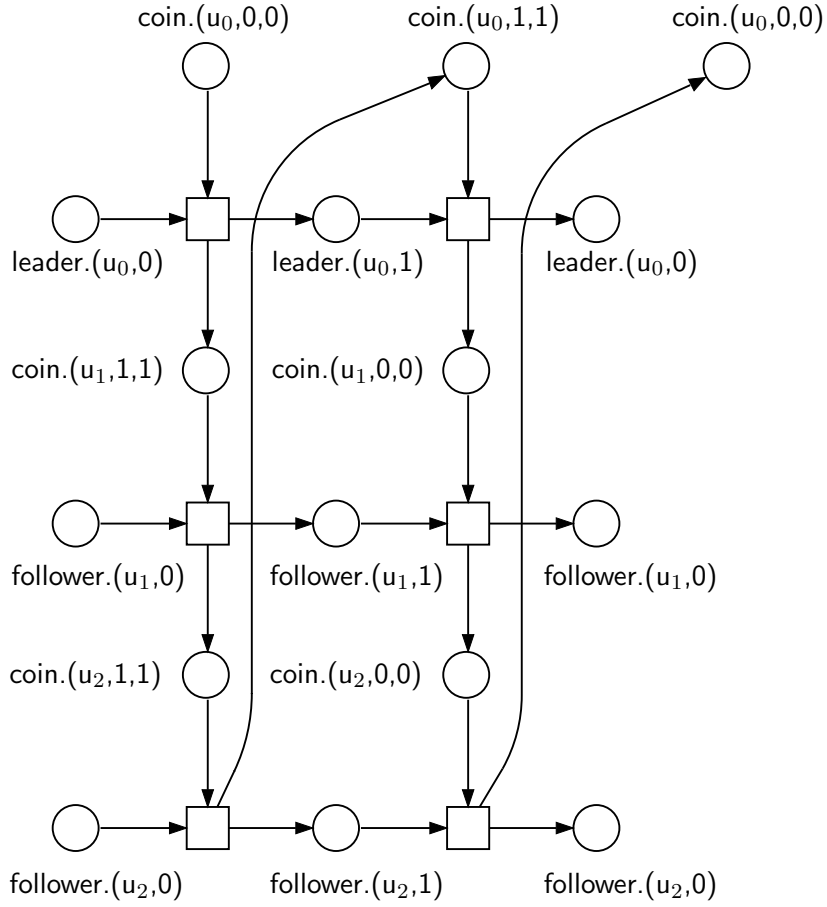 coin.(u₀,0,0) coin.(u₀,1,1) coin.(u₀,0,0)
leader.(u₀,0) leader.(u₀,1) leader.(u₀,0)
coin.(u₁,1,1) coin.(u₁,0,0)
follower.(u₁,0) follower.(u₁,1) follower.(u₁,0)
coin.(u₂,1,1) coin.(u₂,0,0)
follower.(u₂,0) follower.(u₂,1) follower.(u₂,0)